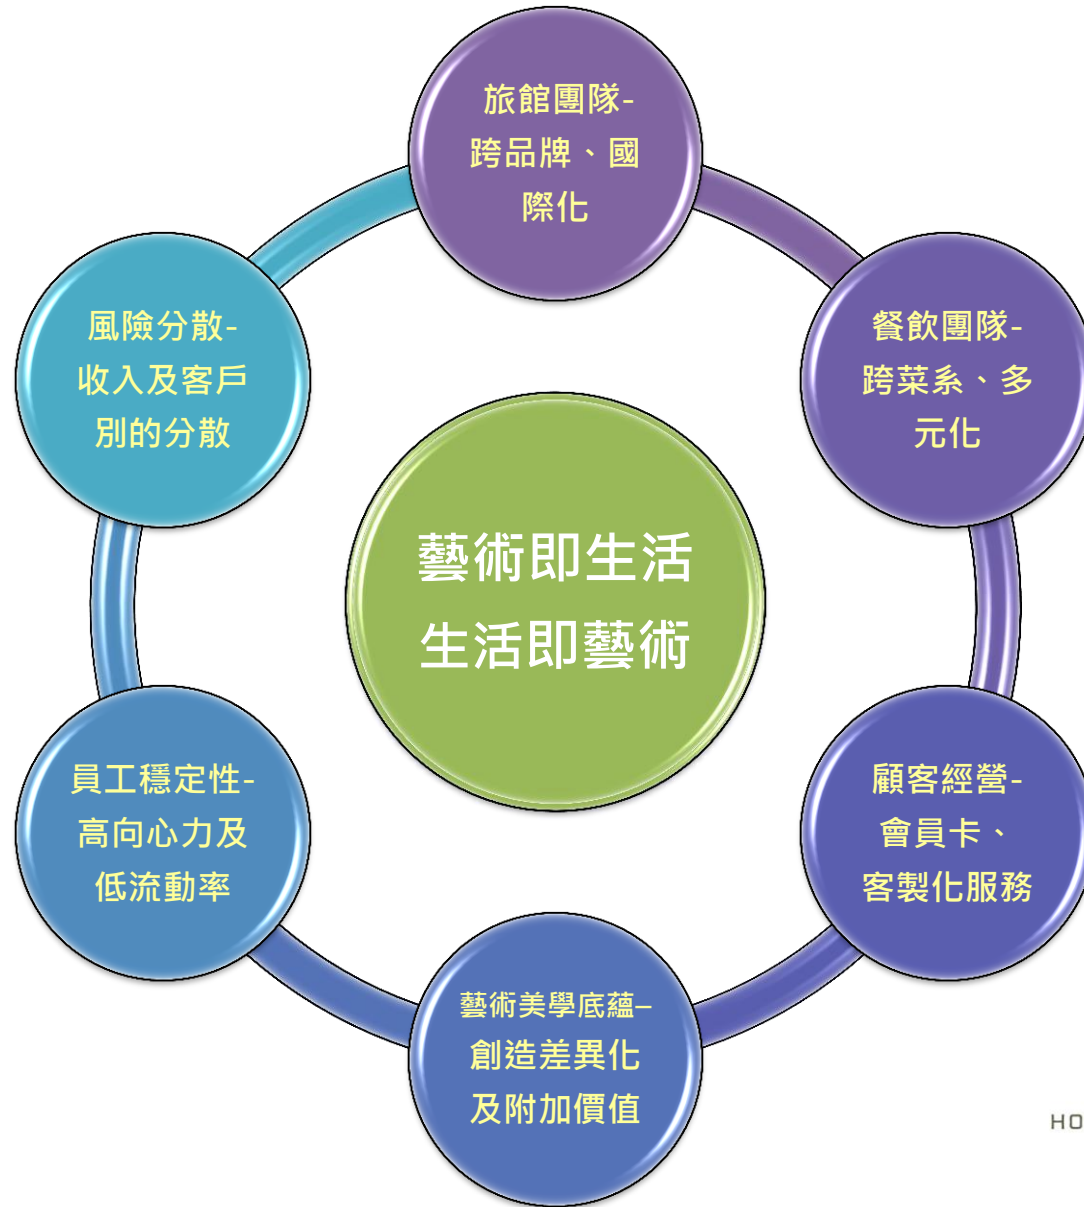 旅館團隊-
跨品牌、國
際化
餐飲團隊-
跨菜系、多
元化
顧客經營-
會員卡、
客製化服務
藝術美學底蘊–
創造差異化
及附加價值
員工穩定性-
高向心力及
低流動率
風險分散-
收入及客戶
別的分散
藝術即生活
生活即藝術
HO